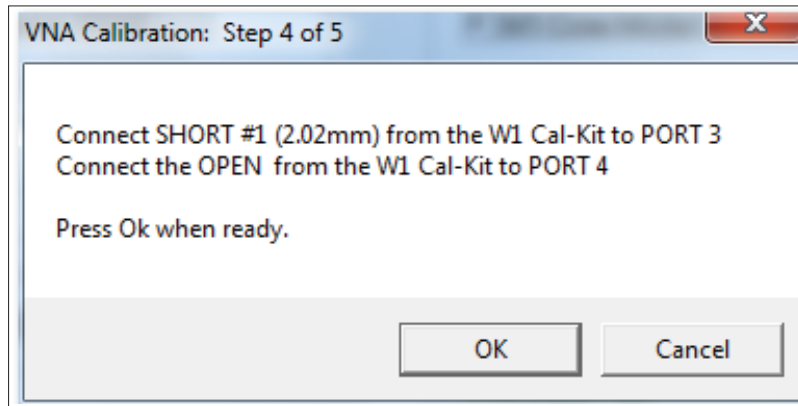 VNA Calibration: Step 4 of 5
Connect SHORT #1 (2.02mm) from the W1 Cal-Kit to PORT 3
Connect the OPEN from the W1 Cal-Kit to PORT 4
Press Ok when ready.
OK
Cancel